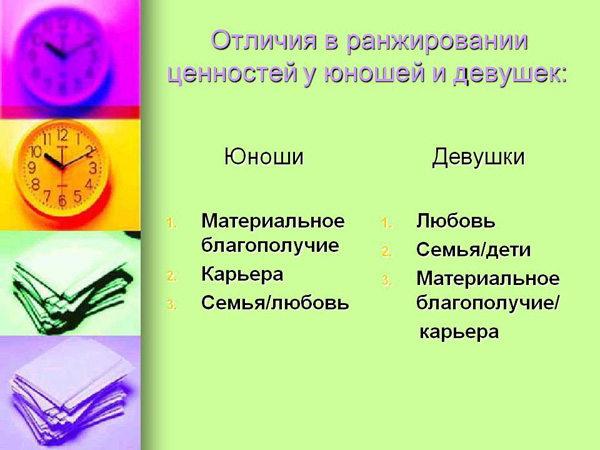 Отличия в ранжировании
ценностей у юношей и девушек:
Юноши
1. Материальное
благополучие
2. Карьера
3. Семья/любовь
Девушки
1. Любовь
2. Семья/дети
3. Материальное
благополучие/
карьера